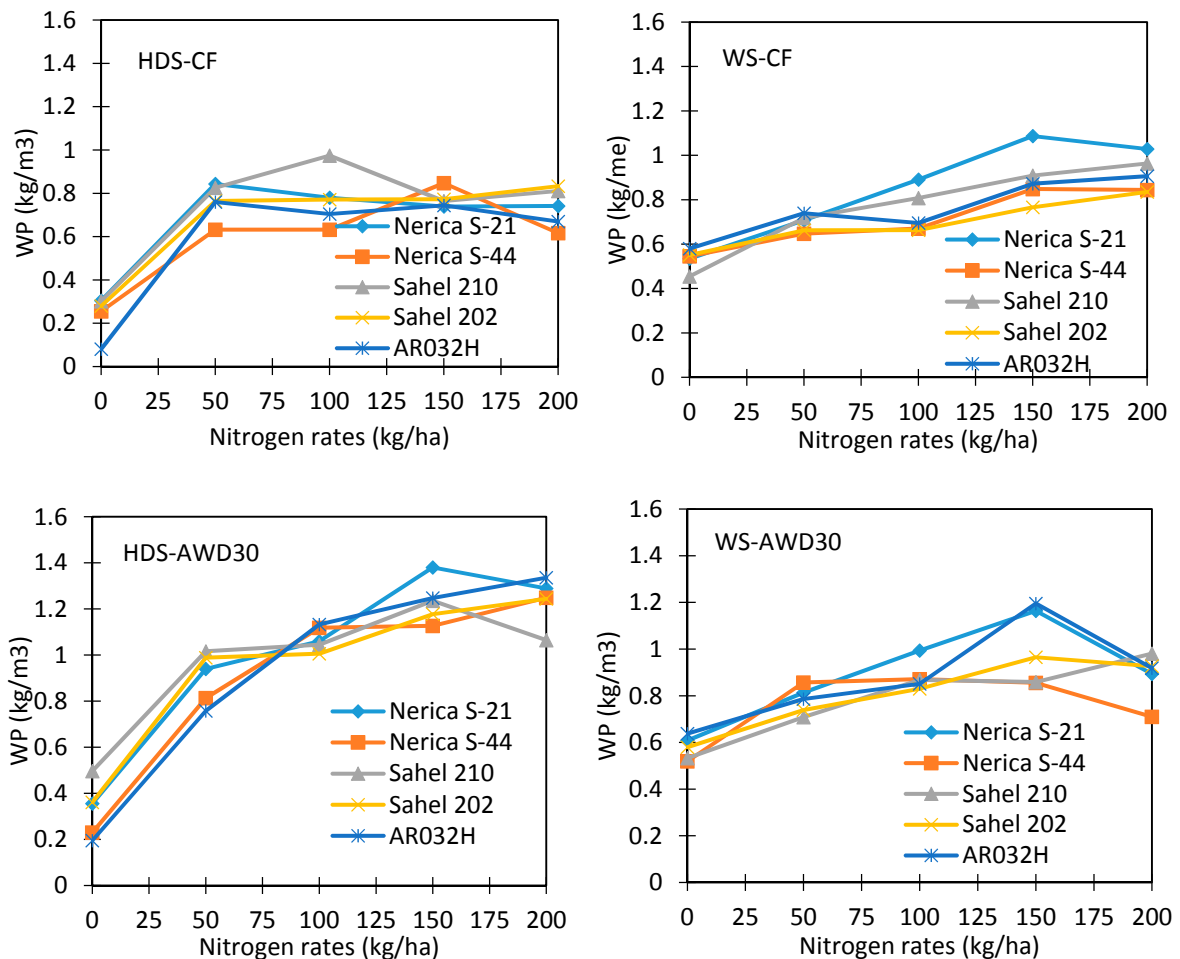 HDS-CF
WP (kg/m3)
1.6
1.4
1.2
1
0.8
0.6
0.4
0.2
0
Nerica S-21
Nerica S-44
Sahel 210
Sahel 202
AR032H
0 25 50 75 100 125 150 175 200
Nitrogen rates (kg/ha)
WS-CF
WP (kg/me)
1.6
1.4
1.2
1
0.8
0.6
0.4
0.2
0
Nerica S-21
Nerica S-44
Sahel 210
Sahel 202
AR032H
0 25 50 75 100 125 150 175 200
Nitrogen rates (kg/ha)
HDS-AWD30
WP (kg/m3)
1.6
1.4
1.2
1
0.8
0.6
0.4
0.2
0
Nerica S-21
Nerica S-44
Sahel 210
Sahel 202
AR032H
0 25 50 75 100 125 150 175 200
Nitrogen rates (kg/ha)
WS-AWD30
WP (kg/m3)
1.6
1.4
1.2
1
0.8
0.6
0.4
0.2
0
Nerica S-21
Nerica S-44
Sahel 210
Sahel 202
AR032H
0 25 50 75 100 125 150 175 200
Nitrogen rates (kg/ha)